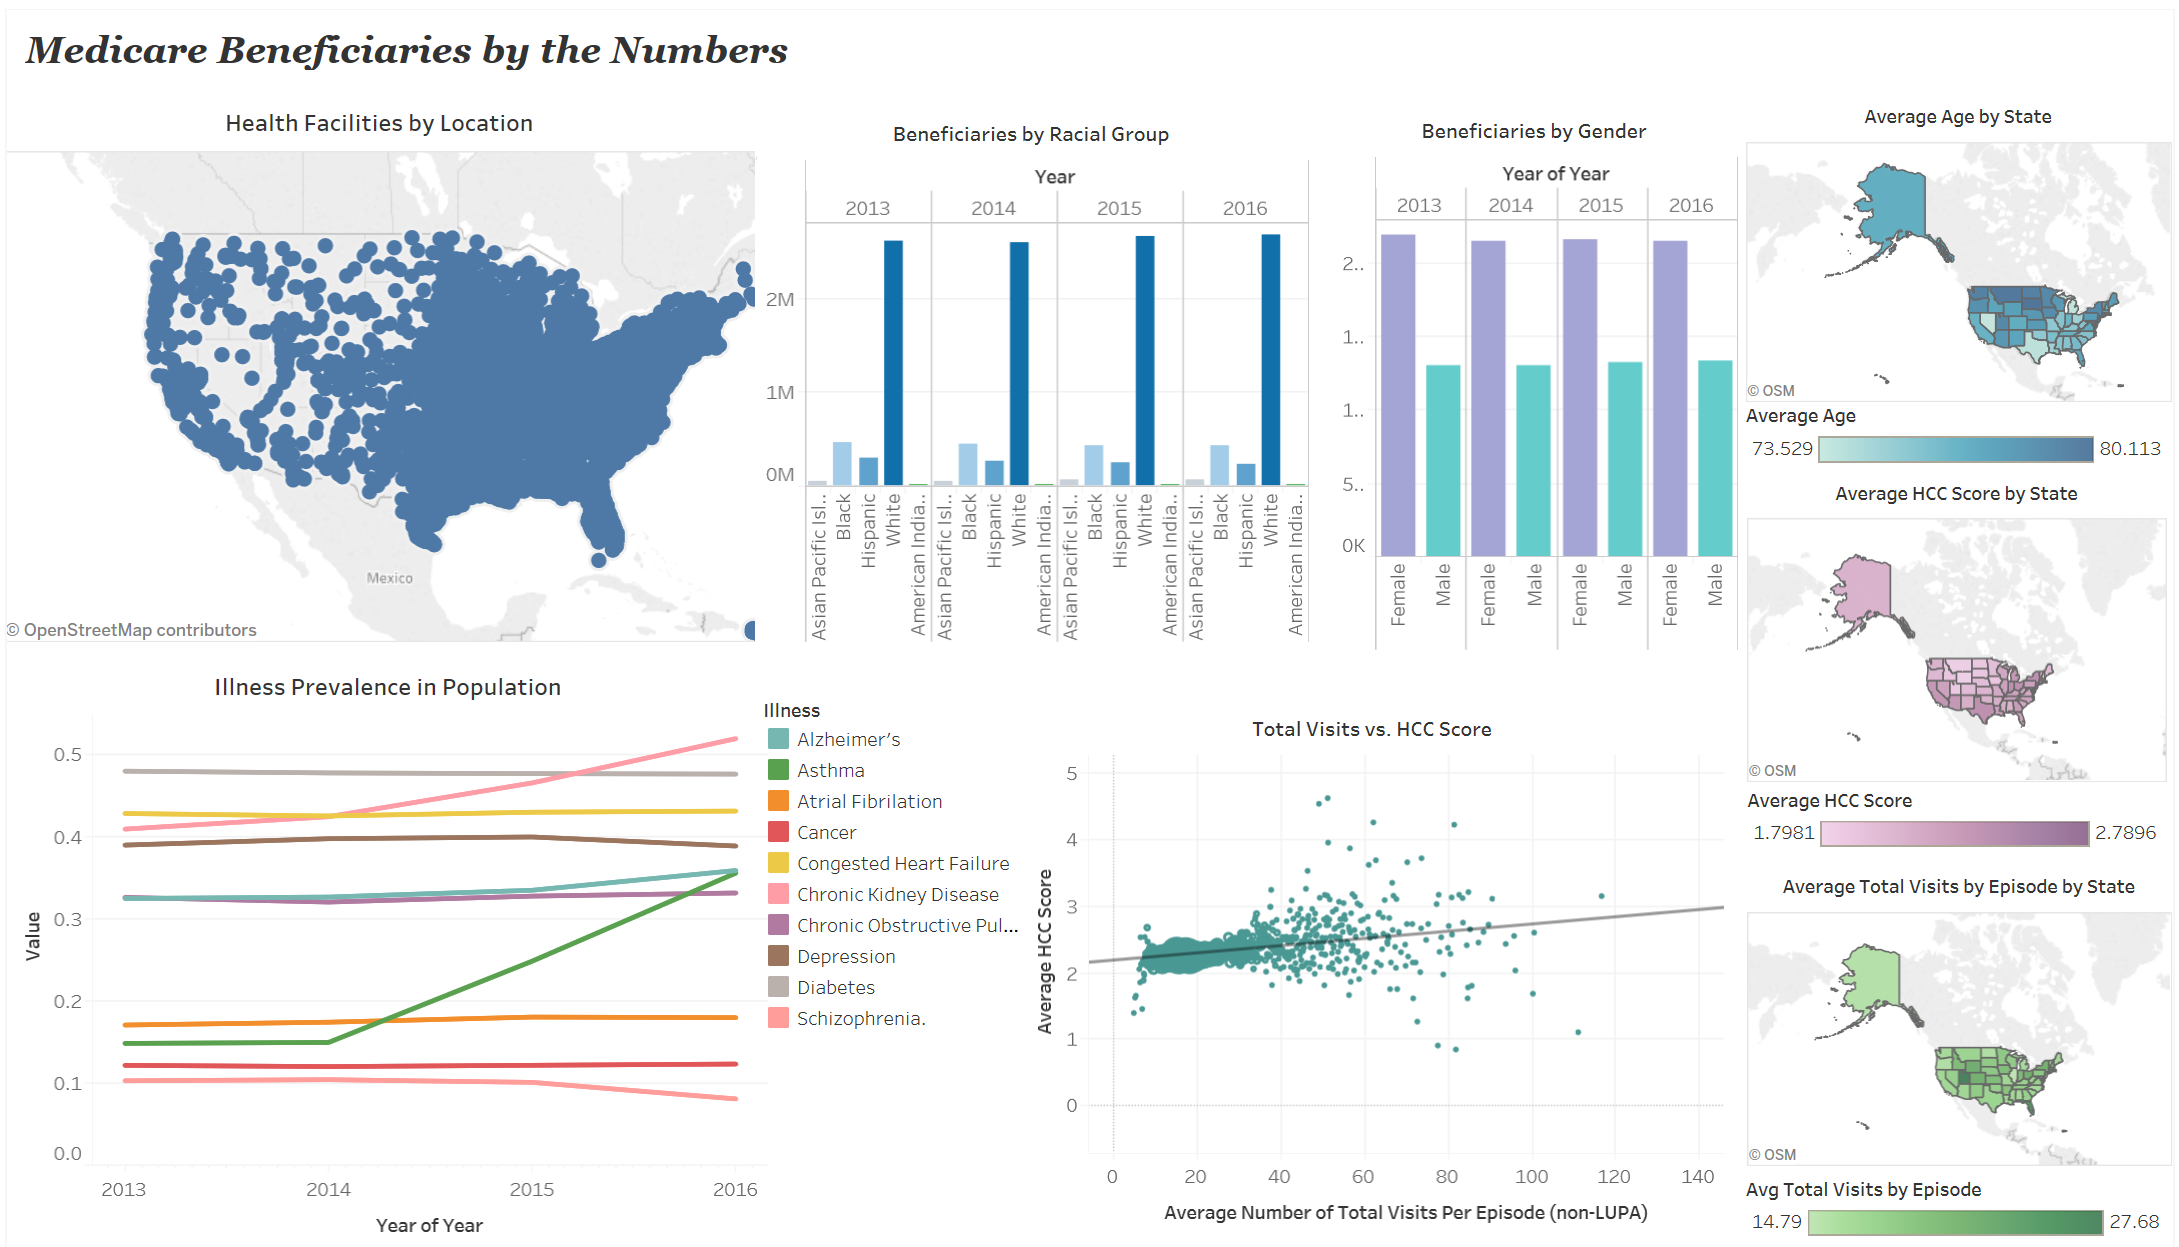 Medicare Beneficiaries by the Numbers
Health Facilities by Location
Mexico
© OpenStreetMap contributors
Beneficiaries by Racial Group
Year
2013 2014 2015 2016
2M
1M
0M
Asian Pacific Isl.. Black Hispanic White American India.. Asian Pacific Isl.. Black Hispanic White American India.. Asian Pacific Isl.. Black Hispanic White American India.. Asian Pacific Isl.. Black Hispanic White American India..
Beneficiaries by Gender
Year of Year
2013 2014 2015 2016
2..
1..
1..
5..
0K
Female Male Female Male Female Male Female Male
Average Age by State
© OSM
Average Age
73.529 80.113
Average HCC Score by State
© OSM
Average HCC Score
1.7981 2.7896
Average Total Visits by Episode by State
© OSM
Avg Total Visits by Episode
14.79 27.68
Illness Prevalence in Population
Value
0.5
0.4
0.3
0.2
0.1
0.0
2013 2014 2015 2016
Year of Year
Illness
Alzheimer's
Asthma
Atrial Fibrilation
Cancer
Congested Heart Failure
Chronic Kidney Disease
Chronic Obstructive Pul...
Depression
Diabetes
Schizophrenia.
Total Visits vs. HCC Score
Average HCC Score
5
4
3
2
1
0
0 20 40 60 80 100 120 140
Average Number of Total Visits Per Episode (non-LUPA)